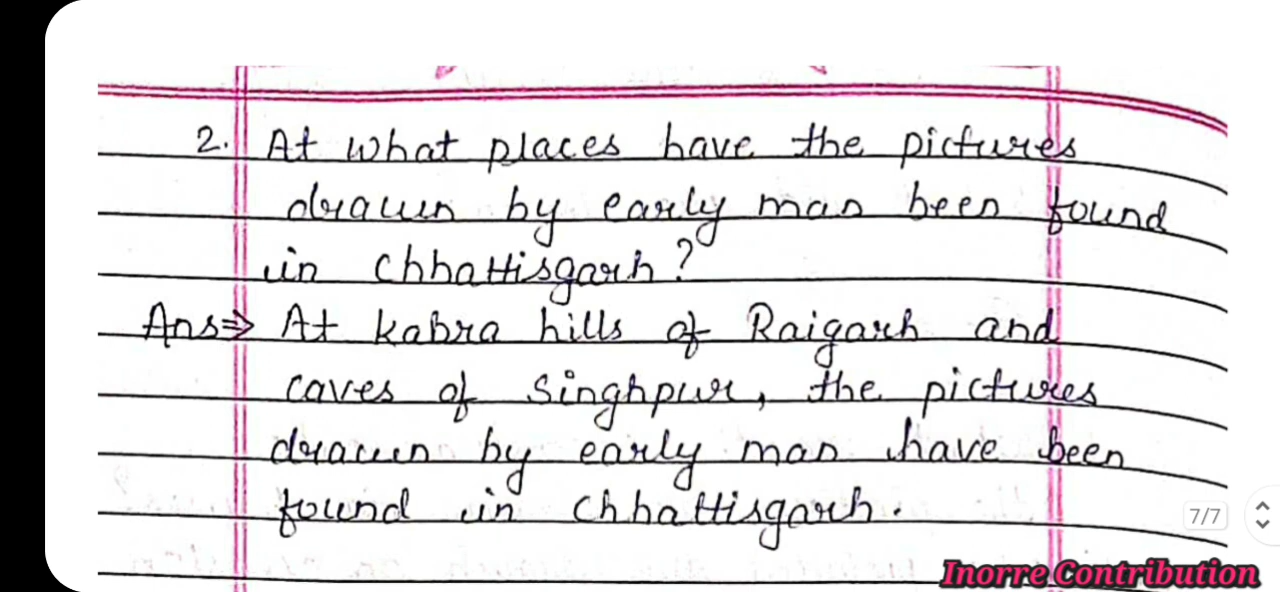 2. At what places have the pictures
drawn by early man been found
in Chhattisgarh?
Ans⇒ At kabra hills of Raigarh and
caves of Singhpur, the pictures
drawn by early man have been
found in Chhattisgarh.
7/7
Inorre Contribution